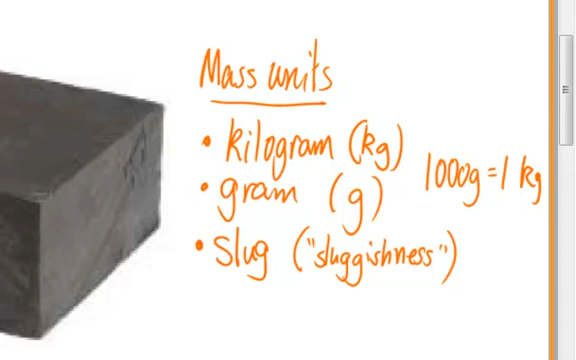 Mass units
• kilogram (kg)
1000g = 1 kg
• gram (g)
• slug ("sluggishness")